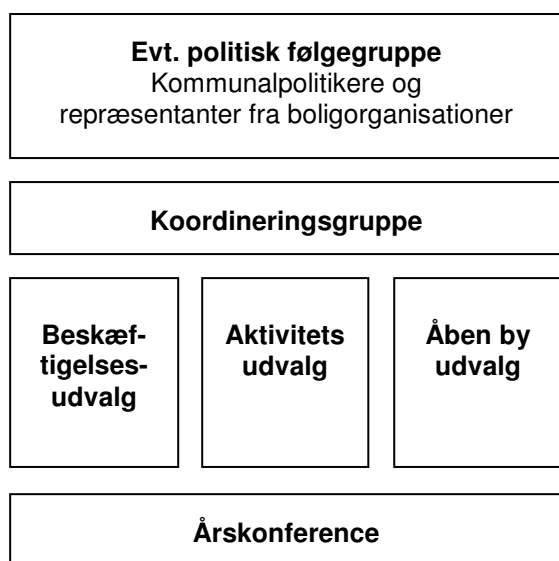 Evt. politisk følgegruppe
Kommunalpolitikere og
repræsentanter fra boligorganisationer
Koordineringsgruppe
Beskæf-
tigelses-
udvalg
Aktivitets
udvalg
Åben by
udvalg
Årskonference